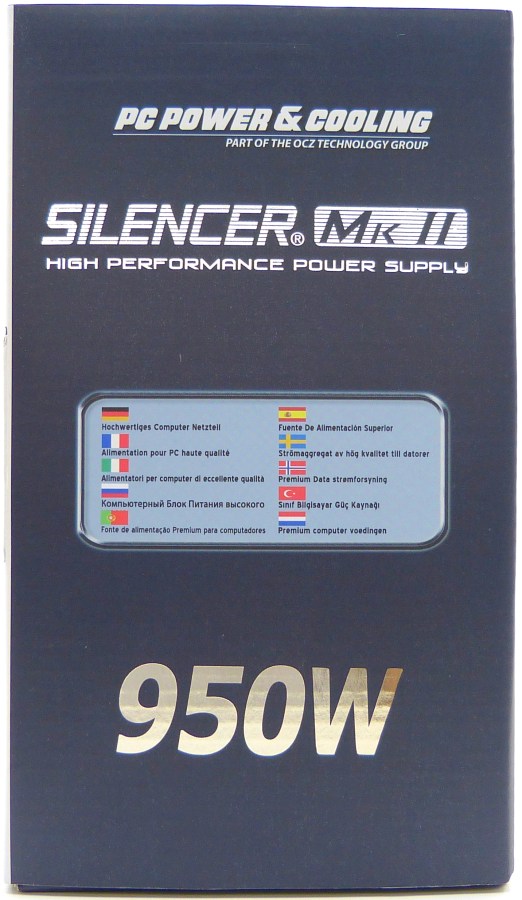 PC POWER & COOLING
PART OF THE OCZ TECHNOLOGY GROUP
SILENCER® MK II
HIGH PERFORMANCE POWER SUPPLY
Hochwertiges Computer Netzteil
Alimentation pour PC haute qualité
Alimentatori per computer di eccellente qualità
Компьютерный Блок Питания высокого
Fonte de alimentação Premium para computadores
Fuente De Alimentación Superior
Strömaggregat av hög kvalitet till datorer
Premium Data strømforsyning
Sınıf Bilgisayar Güç Kaynağı
Premium computer voedingen
950W